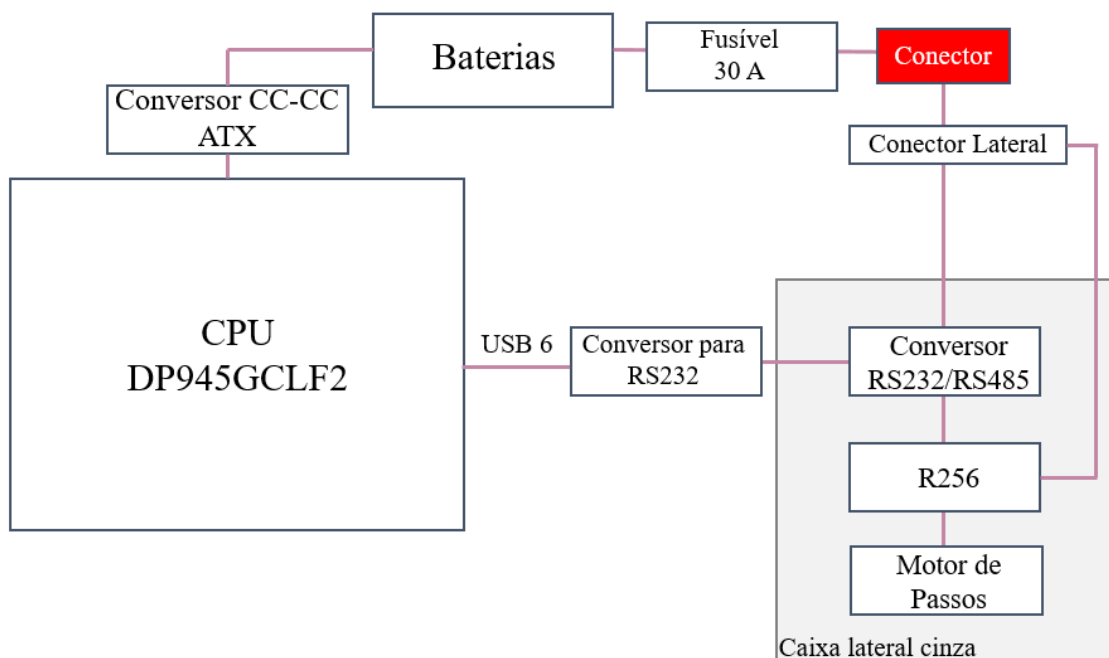 Baterias
Fusível
30 A
Conector
Conversor CC-CC
ATX
Conector Lateral
CPU
DP945GCLF2
USB 6
Conversor para
RS232
Conversor
RS232/RS485
R256
Motor de
Passos
Caixa lateral cinza